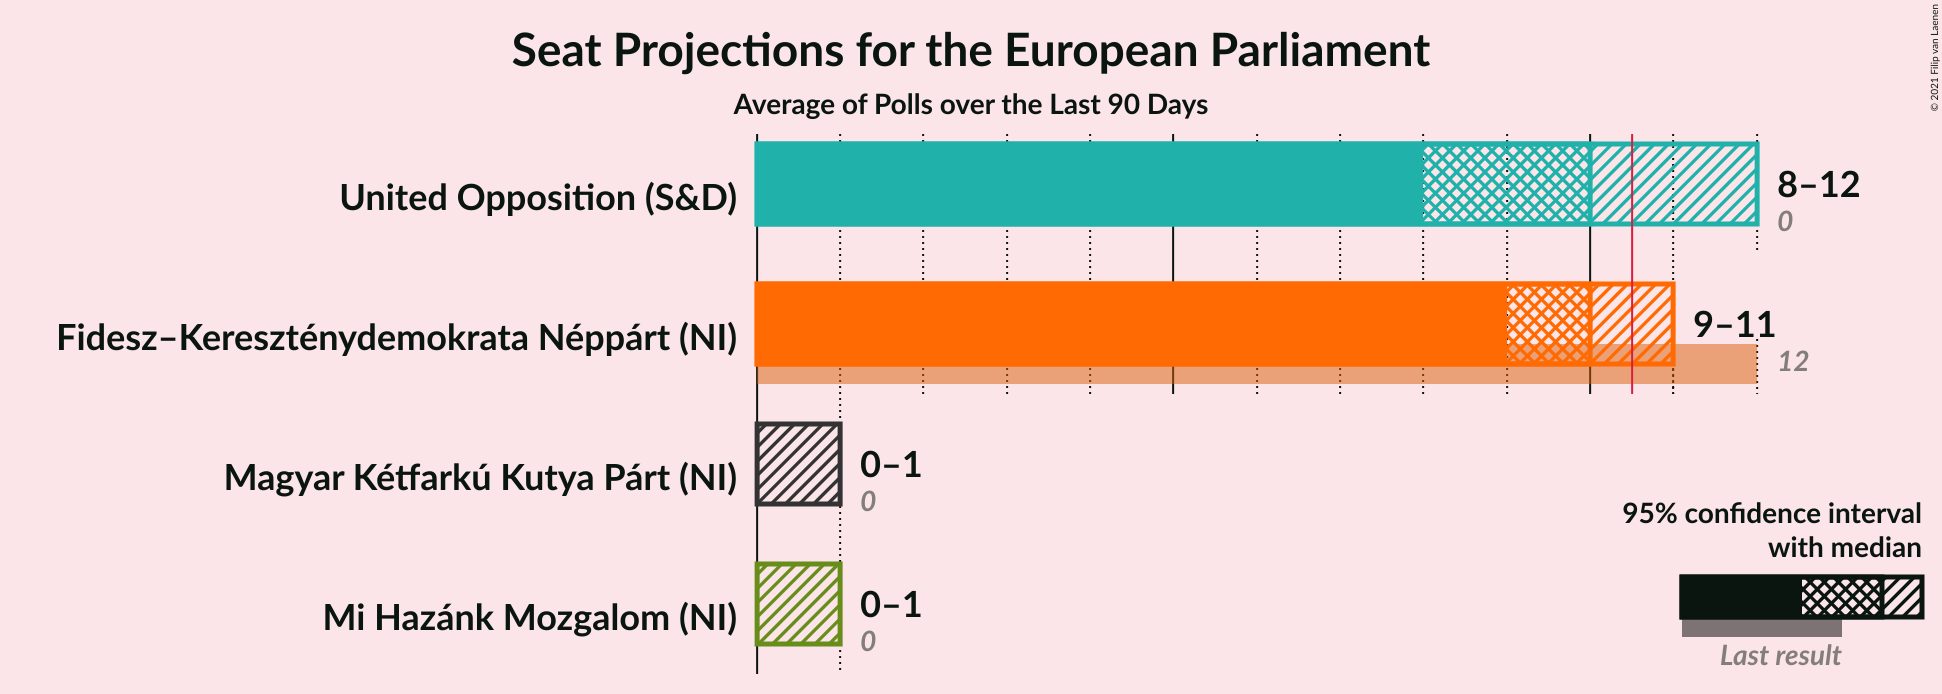 Seat Projections for the European Parliament
Average of Polls over the Last 90 Days
© 2021 Filip van Laenen
United Opposition (S&D)
8–12
0
Fidesz–Kereszténydemokrata Néppárt (NI)
9–11
12
Magyar Kétfarkú Kutya Párt (NI)
0–1
0
Mi Hazánk Mozgalom (NI)
0–1
0
95% confidence interval
with median
Last result